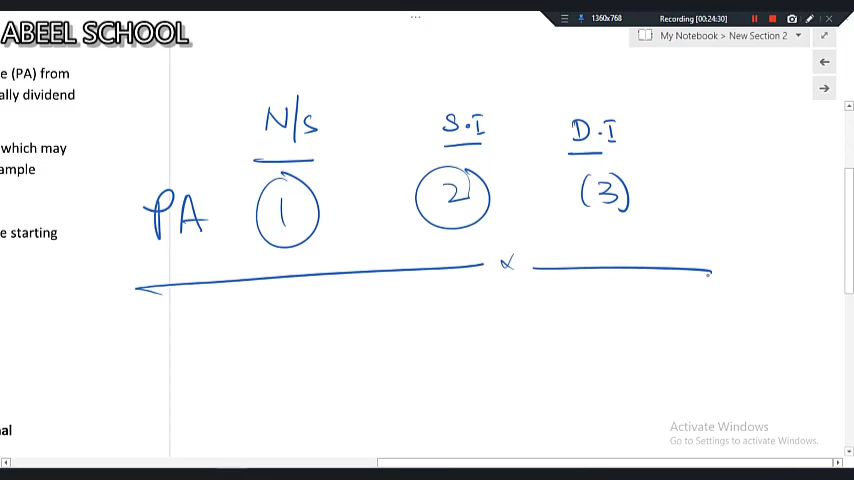 1360x768
Recording [00:24:30]
ABEEL SCHOOL
My Notebook > New Section 2
e (PA) from
ally dividend
which may
ample
e starting
nal
N/S S.I D.I
PA 1 2 (3)
∝
Activate Windows
Go to Settings to activate Windows.